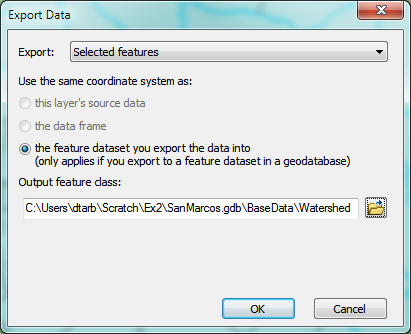 Export Data
Export: Selected features
Use the same coordinate system as:
this layer's source data
the data frame
the feature dataset you export the data into
(only applies if you export to a feature dataset in a geodatabase)
Output feature class:
C:\Users\dtarb\Scratch\Ex2\SanMarcos.gdb\BaseData\Watershed
OK Cancel